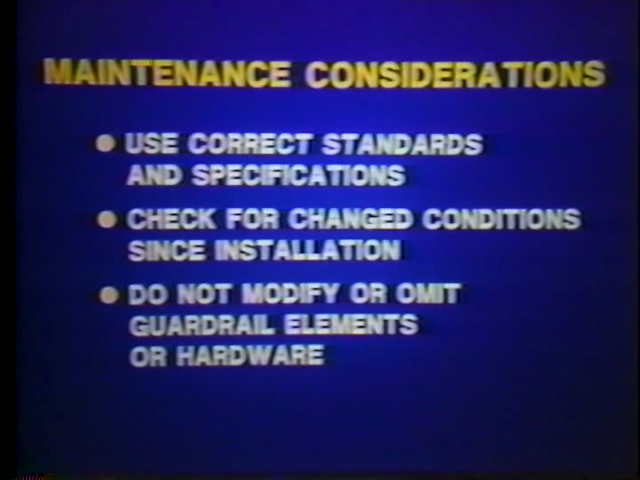 MAINTENANCE CONSIDERATIONS
● USE CORRECT STANDARDS
AND SPECIFICATIONS
● CHECK FOR CHANGED CONDITIONS
SINCE INSTALLATION
● DO NOT MODIFY OR OMIT
GUARDRAIL ELEMENTS
OR HARDWARE